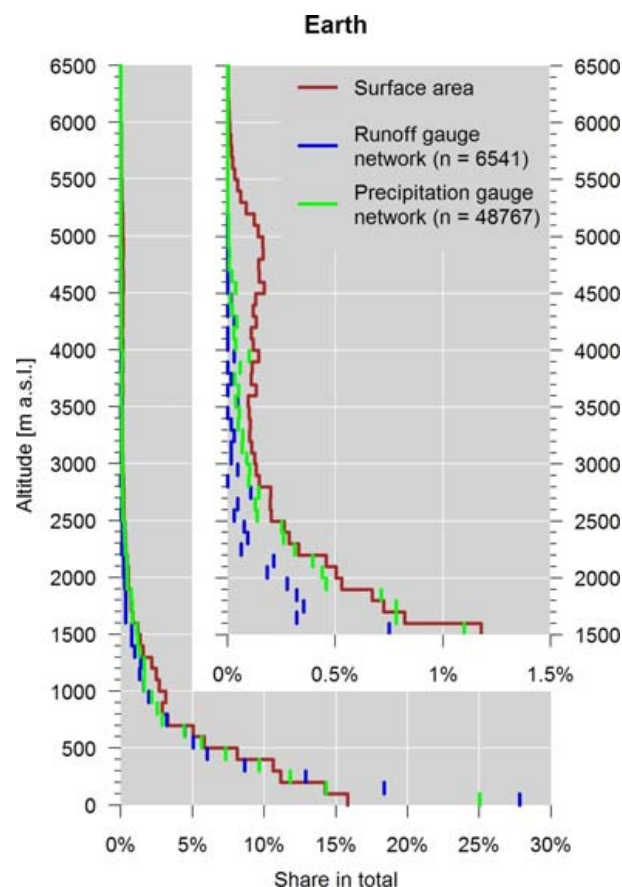 Earth
6500
6000
5500
5000
4500
4000
3500
3000
2500
2000
1500
1000
500
0
Altitude [m a.s.l.]
Surface area
Runoff gauge
network (n = 6541)
Precipitation gauge
network (n = 48767)
6500
6000
5500
5000
4500
4000
3500
3000
2500
2000
1500
0% 0.5% 1% 1.5%
0% 5% 10% 15% 20% 25% 30%
Share in total